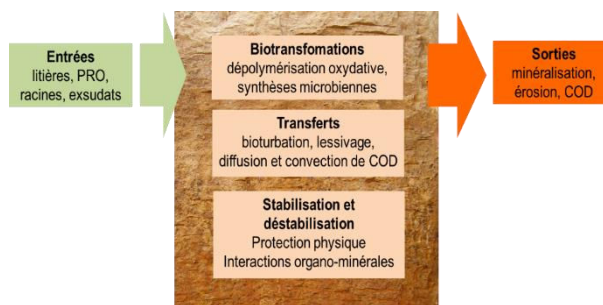 Entrées
litières, PRO,
racines, exsudats
Biotransfomations
dépolymérisation oxydative,
synthèses microbiennes
Transferts
bioturbation, lessivage,
diffusion et convection de COD
Stabilisation et
déstabilisation
Protection physique
Interactions organo-minérales
Sorties
minéralisation,
érosion, COD